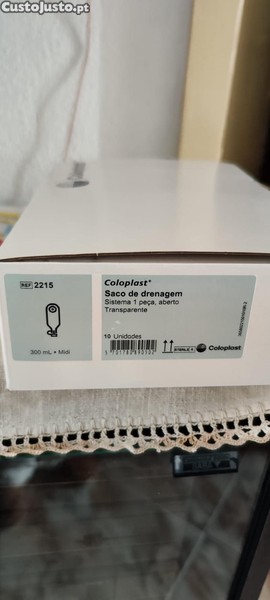 CustoJusto.pt
REF 2215
300 mL • Midi
Coloplast®
Saco de drenagem
Sistema 1 peça, aberto
Transparente
10 Unidades
STERILE R
Coloplast